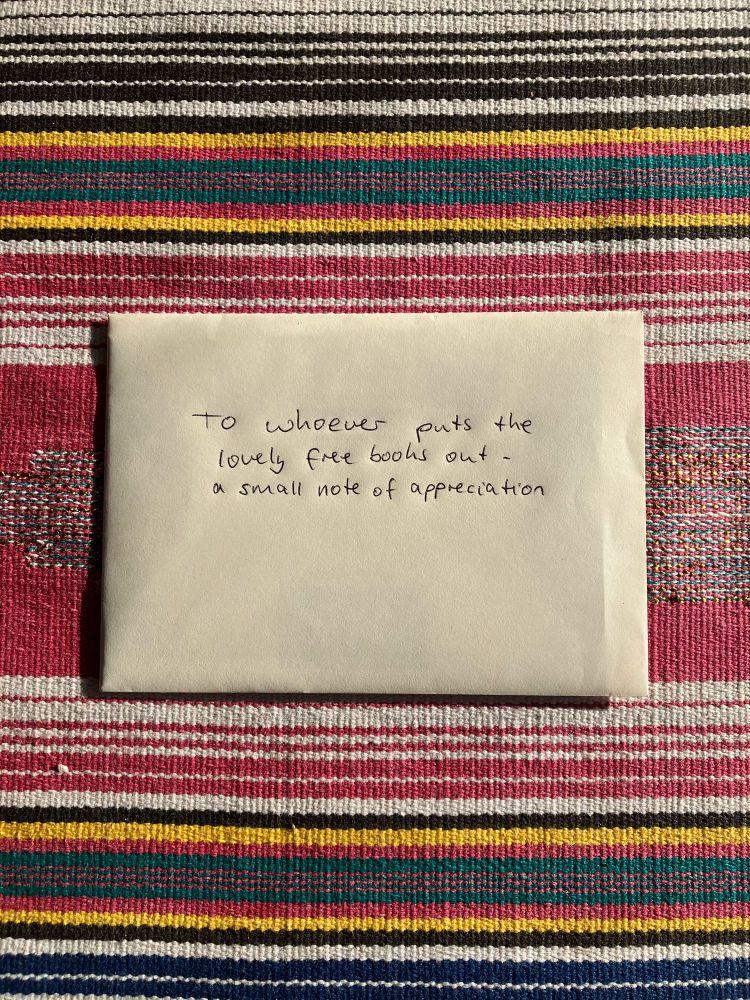 To whoever puts the
lovely free books out -
a small note of appreciation